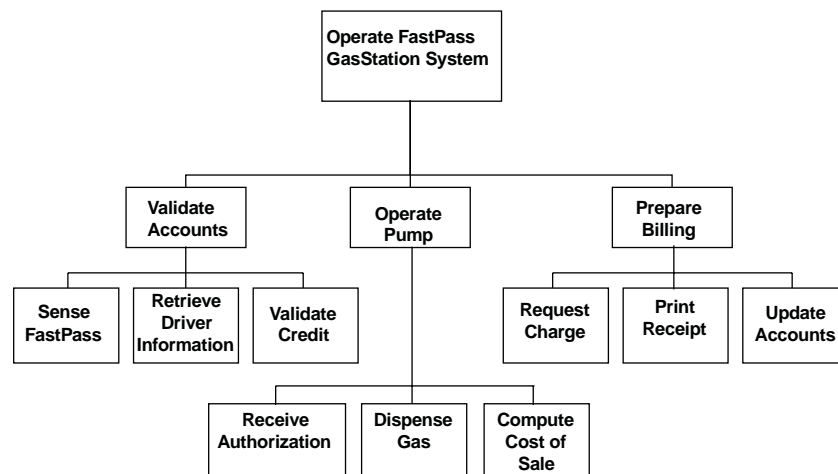 Operate FastPass
GasStation System
Validate
Accounts
Operate
Pump
Prepare
Billing
Sense
FastPass
Retrieve
Driver
Information
Validate
Credit
Request
Charge
Print
Receipt
Update
Accounts
Receive
Authorization
Dispense
Gas
Compute
Cost of
Sale